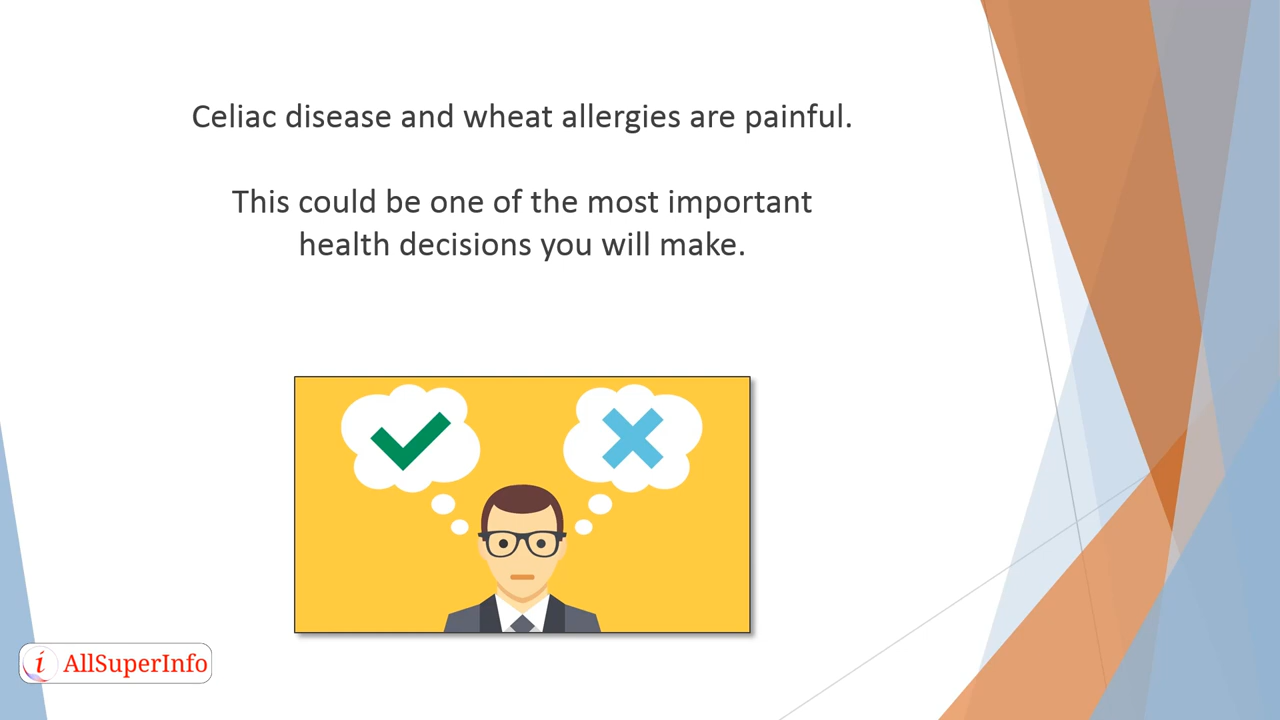 Celiac disease and wheat allergies are painful.
This could be one of the most important
health decisions you will make.
i AllSuperInfo